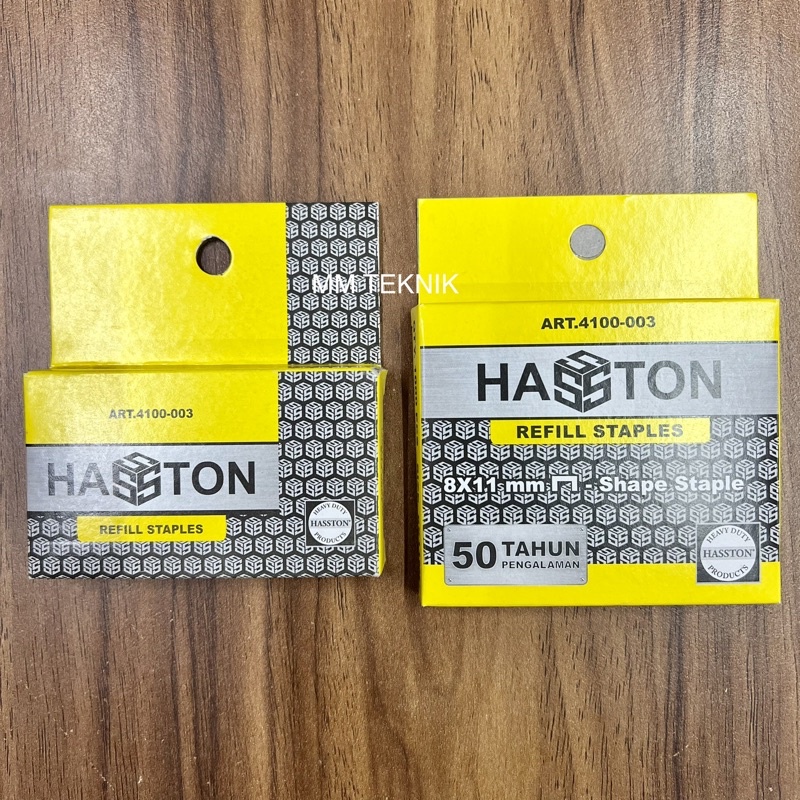 MM TEKNIK
ART.4100-003
HASSTON
REFILL STAPLES
HEAVY DUTY
HASSTON
PRODUCTS
ART.4100-003
HASSTON
REFILL STAPLES
8X11 mm - Shape Staple
50 TAHUN
PENGALAMAN
HEAVY DUTY
HASSTON
PRODUCTS